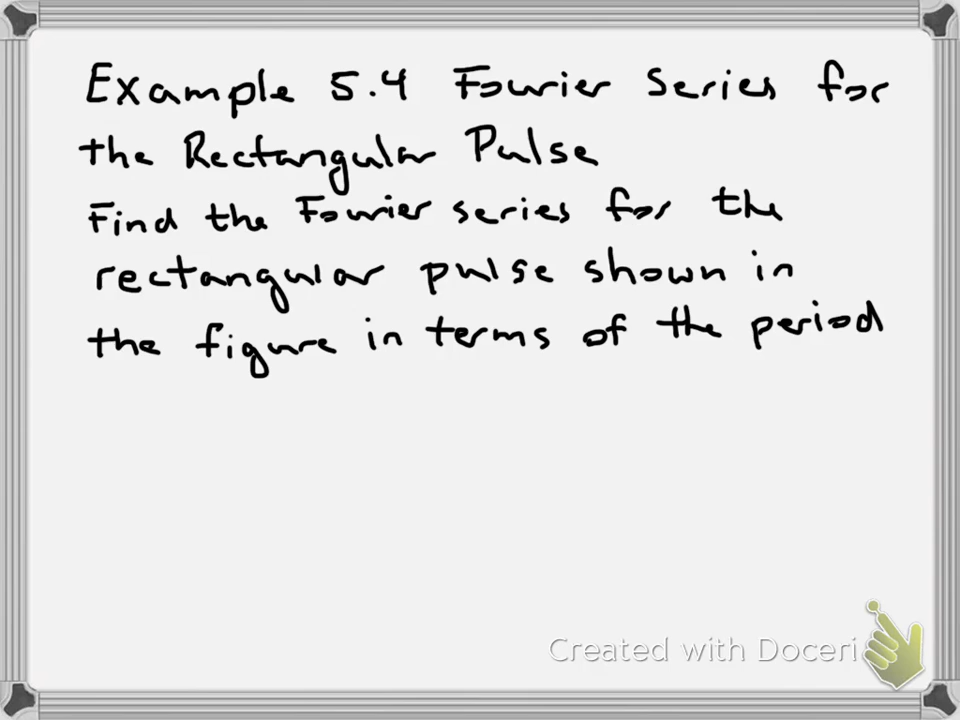 Example 5.4 Fourier Series for
the Rectangular Pulse
Find the Fourier series for the
rectangular pulse shown in
the figure in terms of the period
Created with Doceri